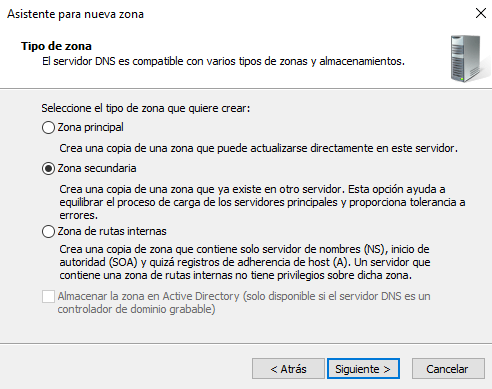 Asistente para nueva zona
Tipo de zona
El servidor DNS es compatible con varios tipos de zonas y almacenamientos.
Seleccione el tipo de zona que quiere crear:
Zona principal
Crea una copia de una zona que puede actualizarse directamente en este servidor.
Zona secundaria
Crea una copia de una zona que ya existe en otro servidor. Esta opción ayuda a
equilibrar el proceso de carga de los servidores principales y proporciona tolerancia a
errores.
Zona de rutas internas
Crea una copia de zona que contiene solo servidor de nombres (NS), inicio de
autoridad (SOA) y quizá registros de adherencia de host (A). Un servidor que
contiene una zona de rutas internas no tiene privilegios sobre dicha zona.
Almacenar la zona en Active Directory (solo disponible si el servidor DNS es un
controlador de dominio grabable)
< Atrás Siguiente > Cancelar